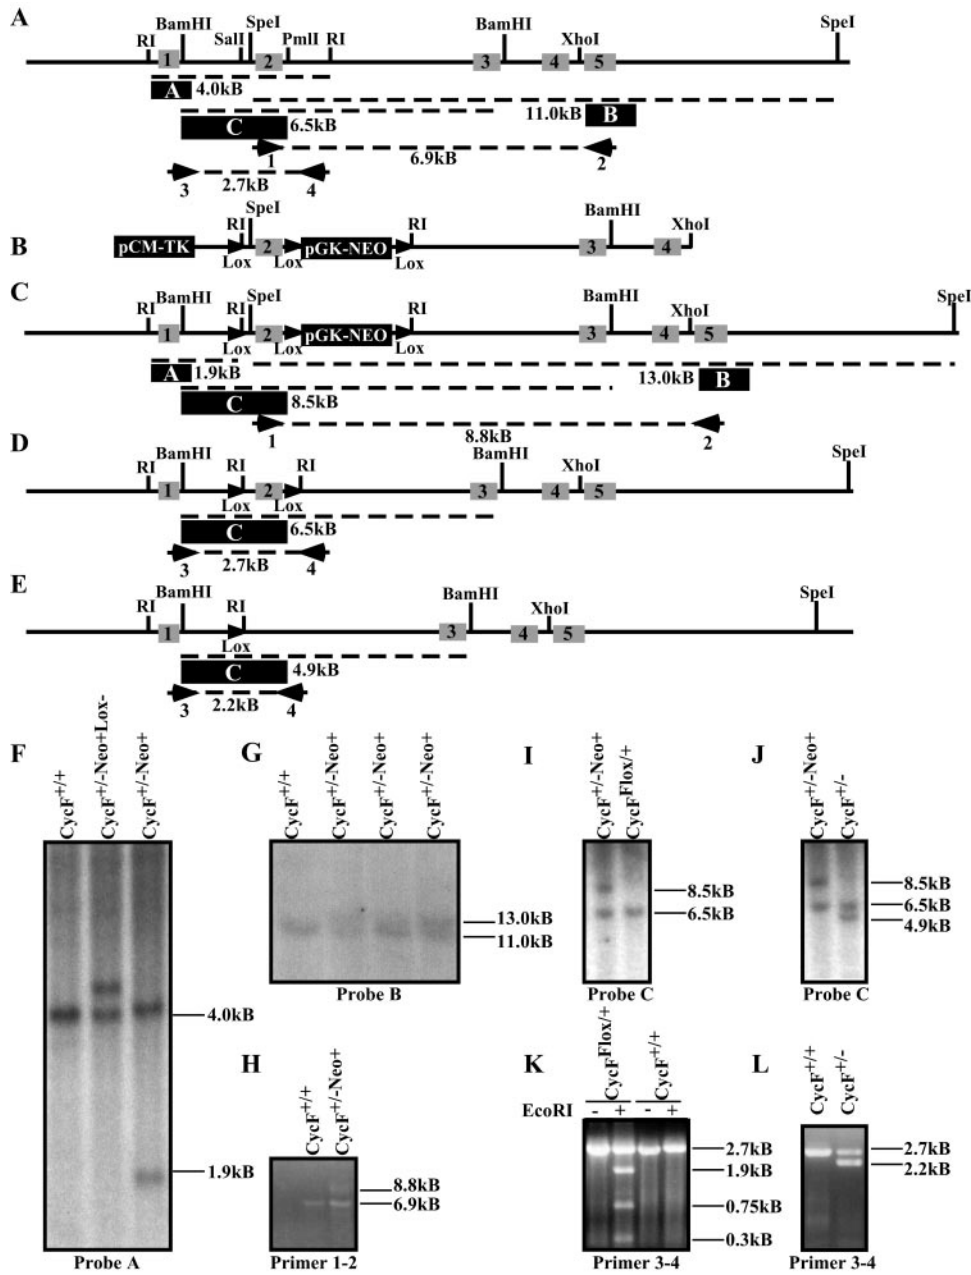 A
RI BamHI SalI SpeI PmlI RI BamHI XhoI SpeI
1 2 3 4 5
A 4.0kB
C 6.5kB 11.0kB B
1 6.9kB 2
3 2.7kB 4
B
pCM-TK RI SpeI 2 pGK-NEO RI 3 BamHI 4 XhoI
Lox Lox Lox
C
RI BamHI RI SpeI RI BamHI XhoI SpeI
1 2 pGK-NEO 3 4 5
Lox Lox Lox
A 1.9kB 13.0kB B
C 8.5kB
1 8.8kB 2
D
RI BamHI RI RI BamHI XhoI SpeI
1 2 3 4 5
Lox Lox
C 6.5kB
3 2.7kB 4
E
RI BamHI RI BamHI XhoI SpeI
1 3 4 5
Lox
C 4.9kB
3 2.2kB 4
F
CycF+/+
CycF+/-Neo+Lox-
CycF+/-Neo+
4.0kB
1.9kB
Probe A
G
CycF+/+
CycF+/-Neo+
CycF+/-Neo+
CycF+/-Neo+
13.0kB
11.0kB
Probe B
H
CycF+/+
CycF+/-Neo+
8.8kB
6.9kB
Primer 1-2
I
CycF+/-Neo+
CycFFlox/+
8.5kB
6.5kB
Probe C
J
CycF+/-Neo+
CycF+/-
8.5kB
6.5kB
4.9kB
Probe C
K
CycFFlox/+
CycF+/+
EcoRI - + - +
2.7kB
1.9kB
0.75kB
0.3kB
Primer 3-4
L
CycF+/+
CycF+/-
2.7kB
2.2kB
Primer 3-4